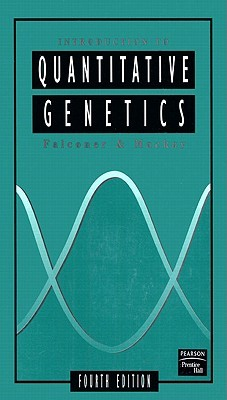 INTRODUCTION TO
QUANTITATIVE
GENETICS
Falconer & Mackay
PEARSON
Prentice
Hall
FOURTH EDITION